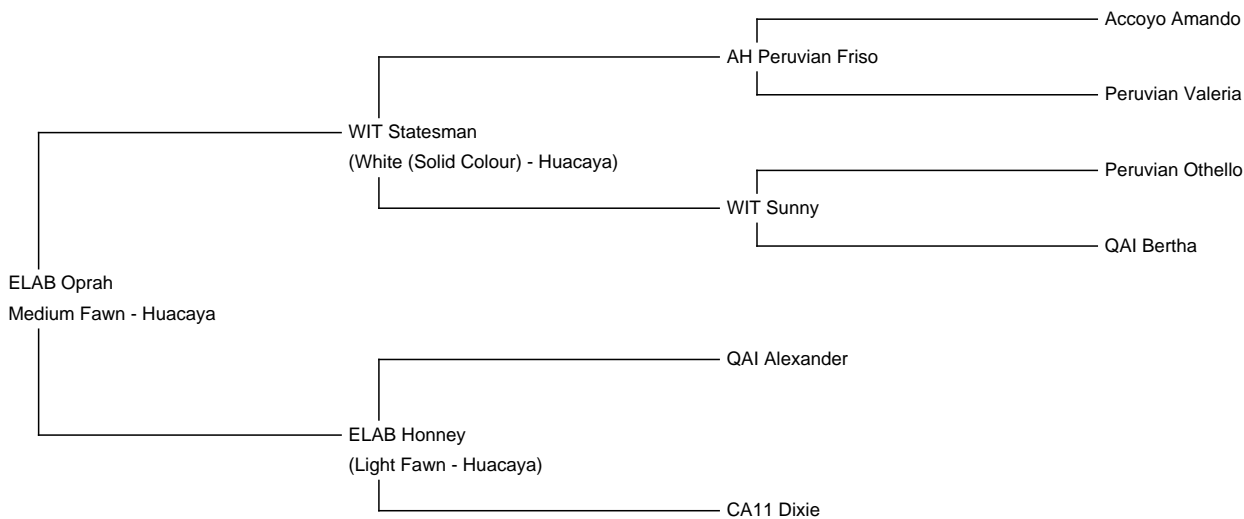 Accoyo Amando
AH Peruvian Friso
Peruvian Valeria
WIT Statesman
(White (Solid Colour) - Huacaya)
Peruvian Othello
WIT Sunny
QAI Bertha
ELAB Oprah
Medium Fawn - Huacaya
QAI Alexander
ELAB Honney
(Light Fawn - Huacaya)
CA11 Dixie